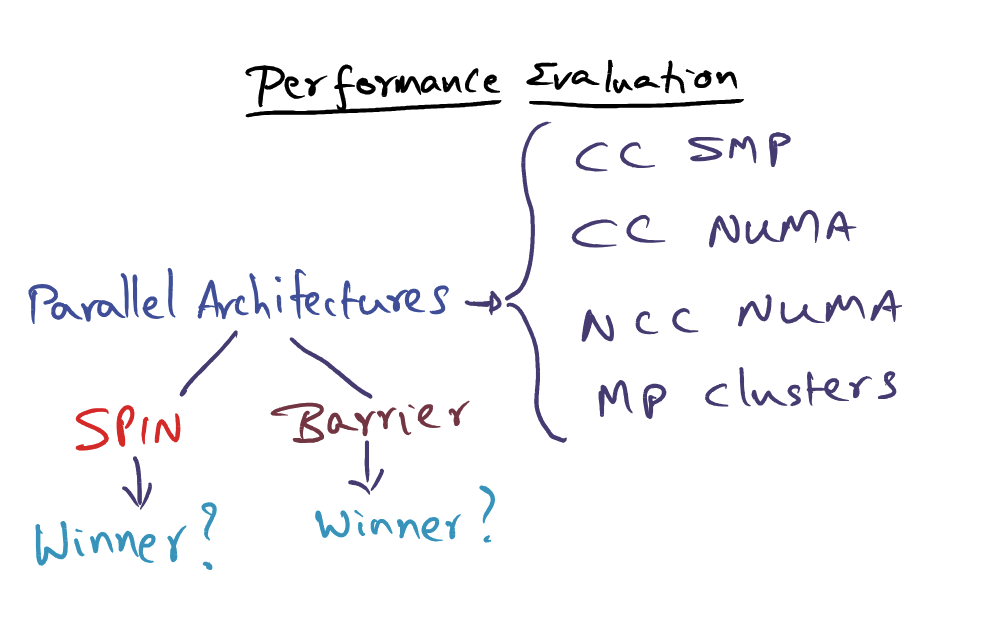 Performance Evaluation
CC SMP
CC NUMA
Parallel Architectures
NCC NUMA
MP clusters
SPIN
Barrier
Winner?
Winner?